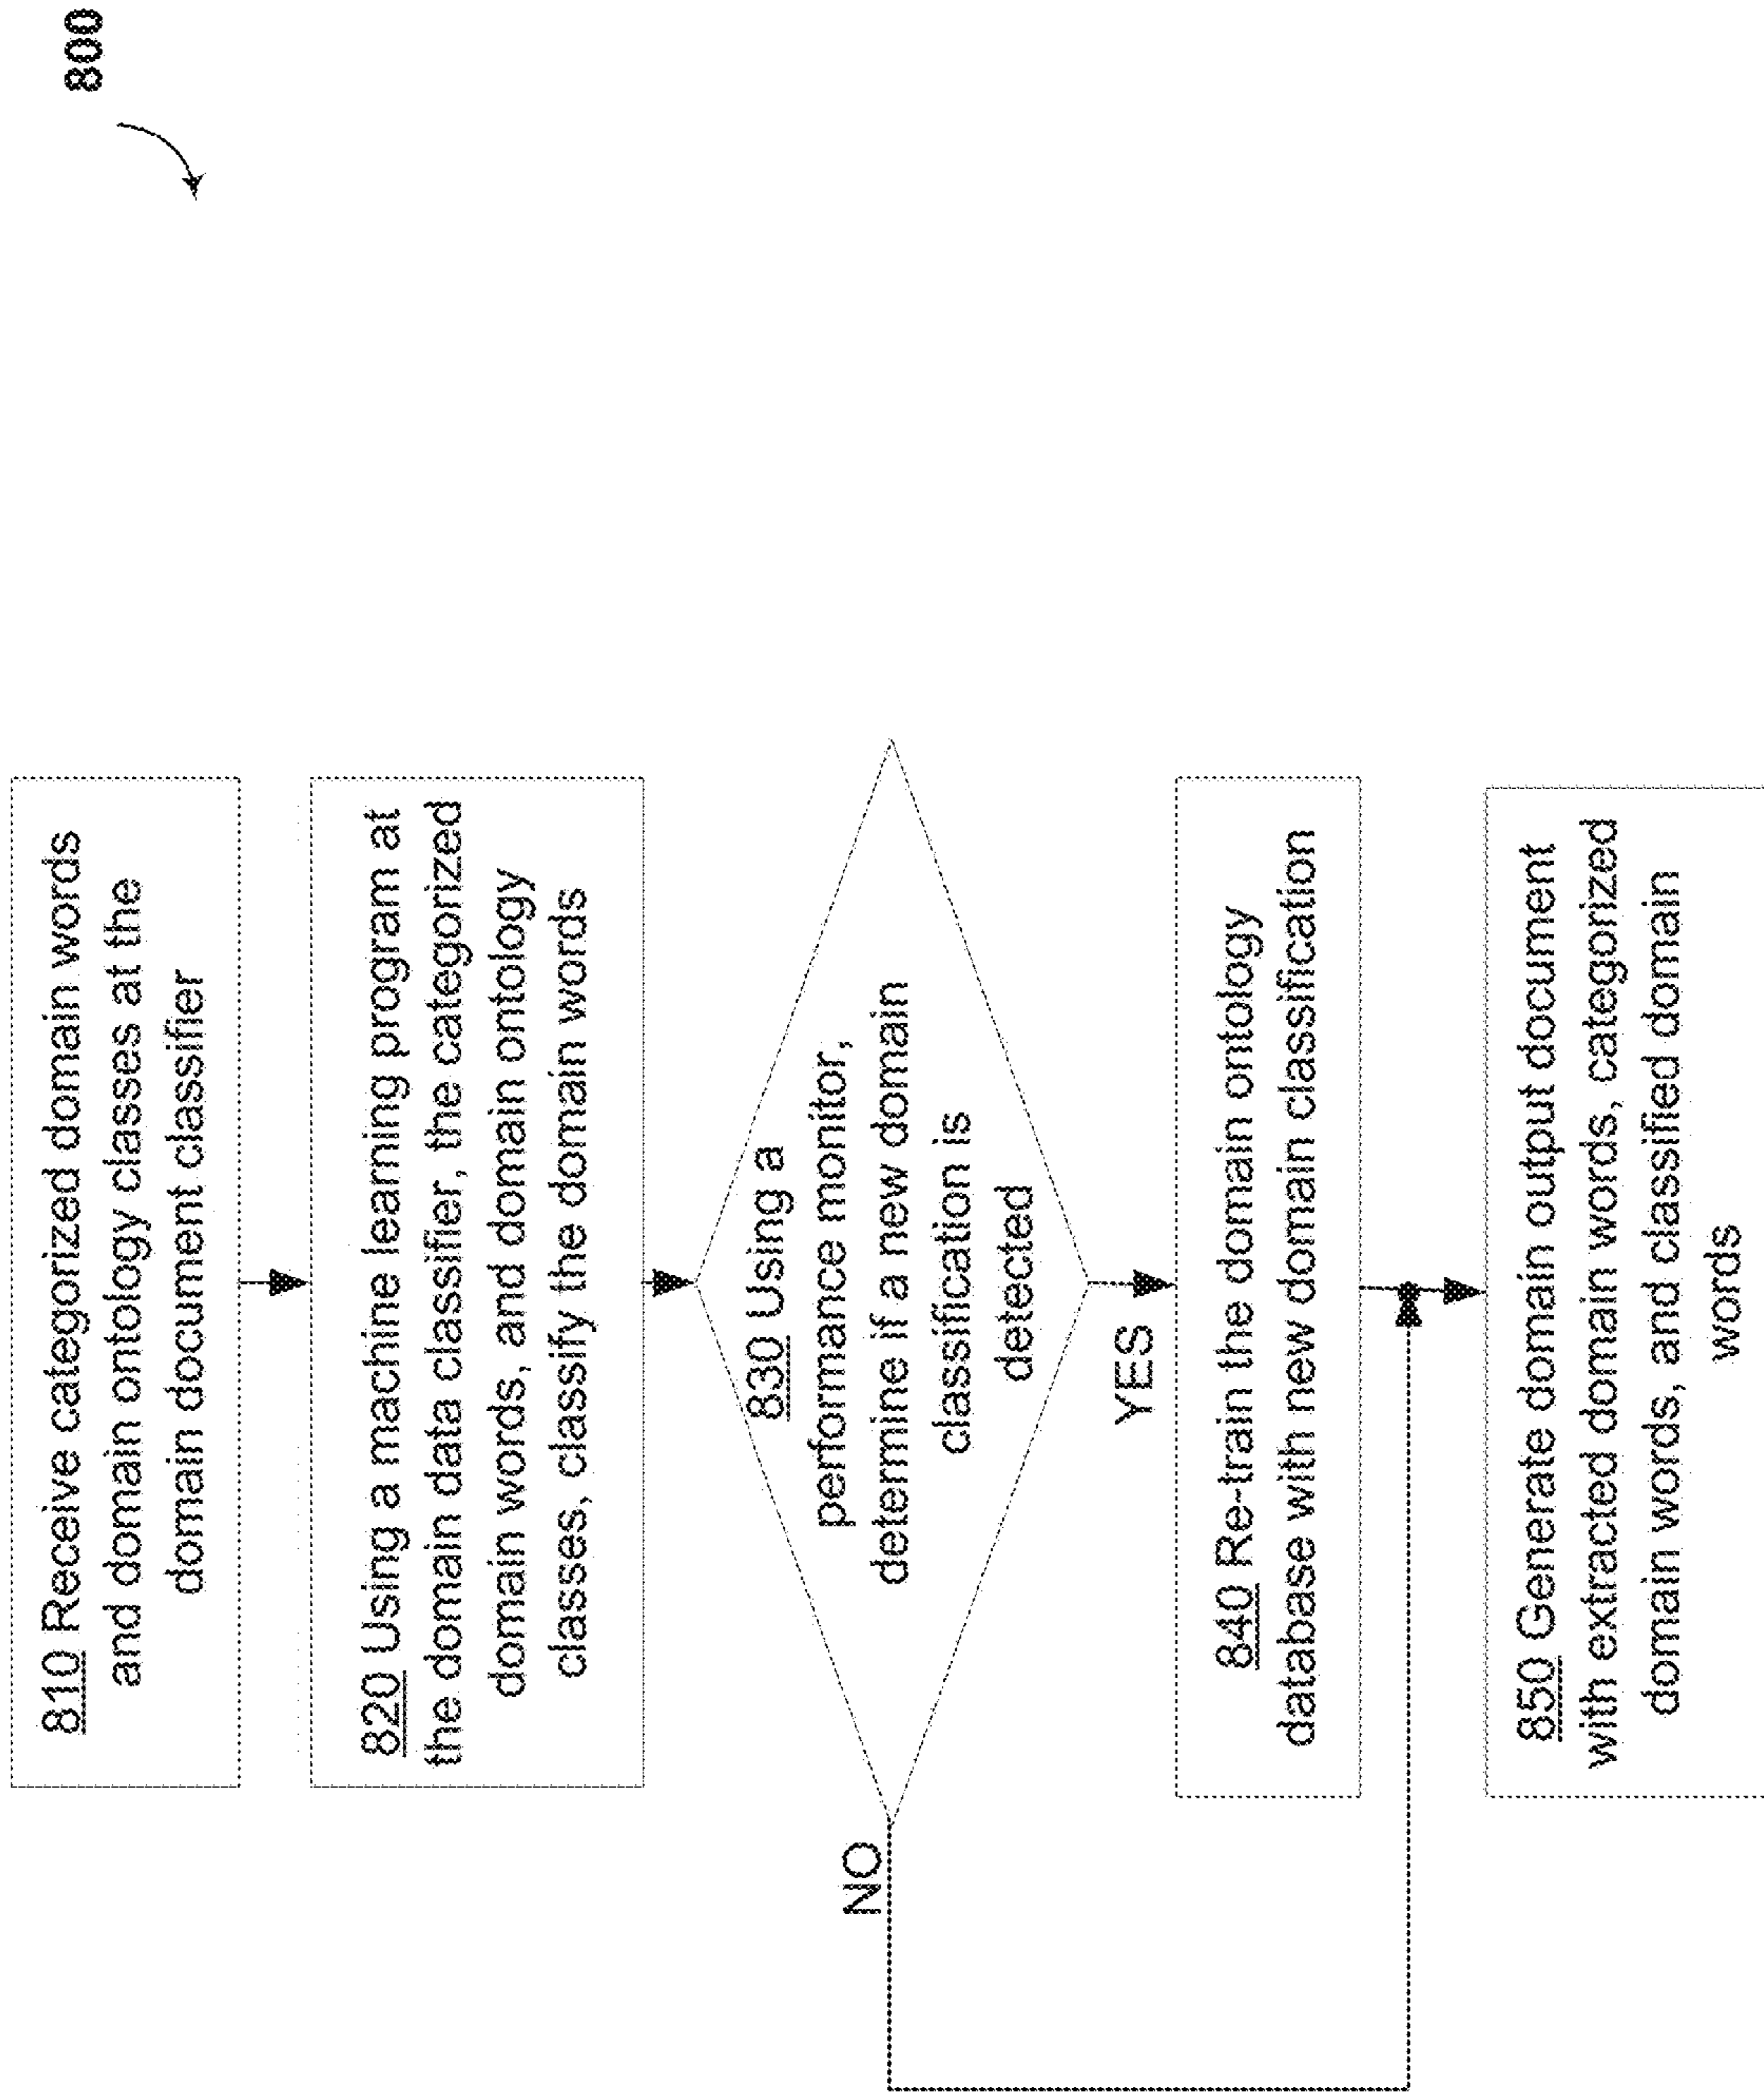 800
810 Receive categorized domain words
and domain ontology classes at the
domain document classifier
820 Using a machine learning program at
the domain data classifier, the categorized
domain words, and domain ontology
classes, classify the domain words
830 Using a
performance monitor,
determine if a new domain
classification is
detected
NO
YES
840 Re-train the domain ontology
database with new domain classification
850 Generate domain output document
with extracted domain words, categorized
domain words, and classified domain
words